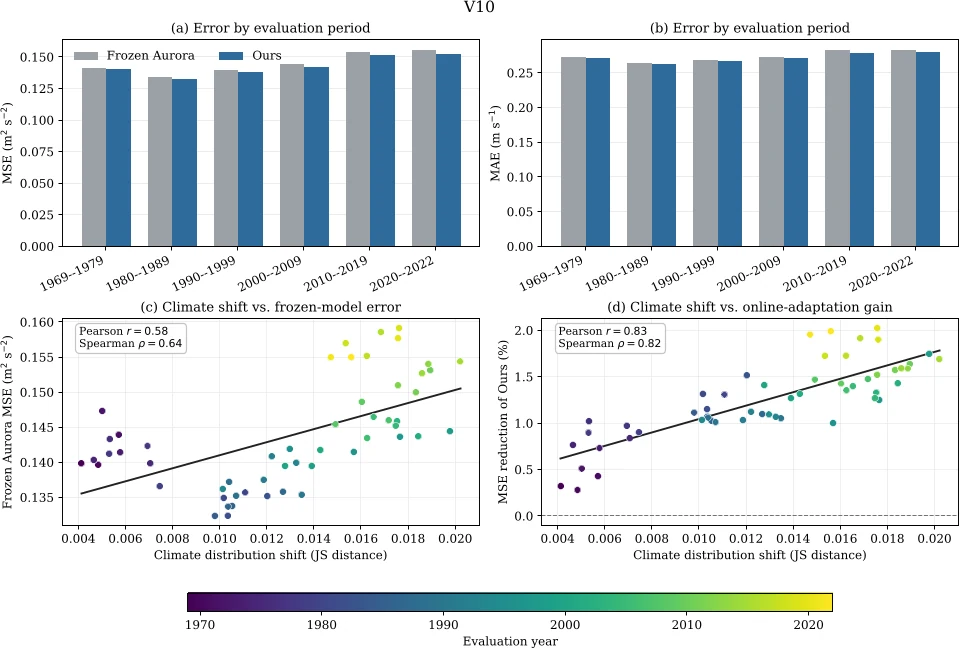 V10
(a) Error by evaluation period
(b) Error by evaluation period
Frozen Aurora
Ours
MSE (m² s⁻²)
0.150
0.125
0.100
0.075
0.050
0.025
0.000
1969--1979
1980--1989
1990--1999
2000--2009
2010--2019
2020--2022
MAE (m s⁻¹)
0.25
0.20
0.15
0.10
0.05
0.00
1969--1979
1980--1989
1990--1999
2000--2009
2010--2019
2020--2022
(c) Climate shift vs. frozen-model error
Pearson r = 0.58
Spearman ρ = 0.64
Frozen Aurora MSE (m² s⁻²)
0.160
0.155
0.150
0.145
0.140
0.135
0.004 0.006 0.008 0.010 0.012 0.014 0.016 0.018 0.020
Climate distribution shift (JS distance)
(d) Climate shift vs. online-adaptation gain
Pearson r = 0.83
Spearman ρ = 0.82
MSE reduction of Ours (%)
2.0
1.5
1.0
0.5
0.0
0.004 0.006 0.008 0.010 0.012 0.014 0.016 0.018 0.020
Climate distribution shift (JS distance)
1970 1980 1990 2000 2010 2020
Evaluation year